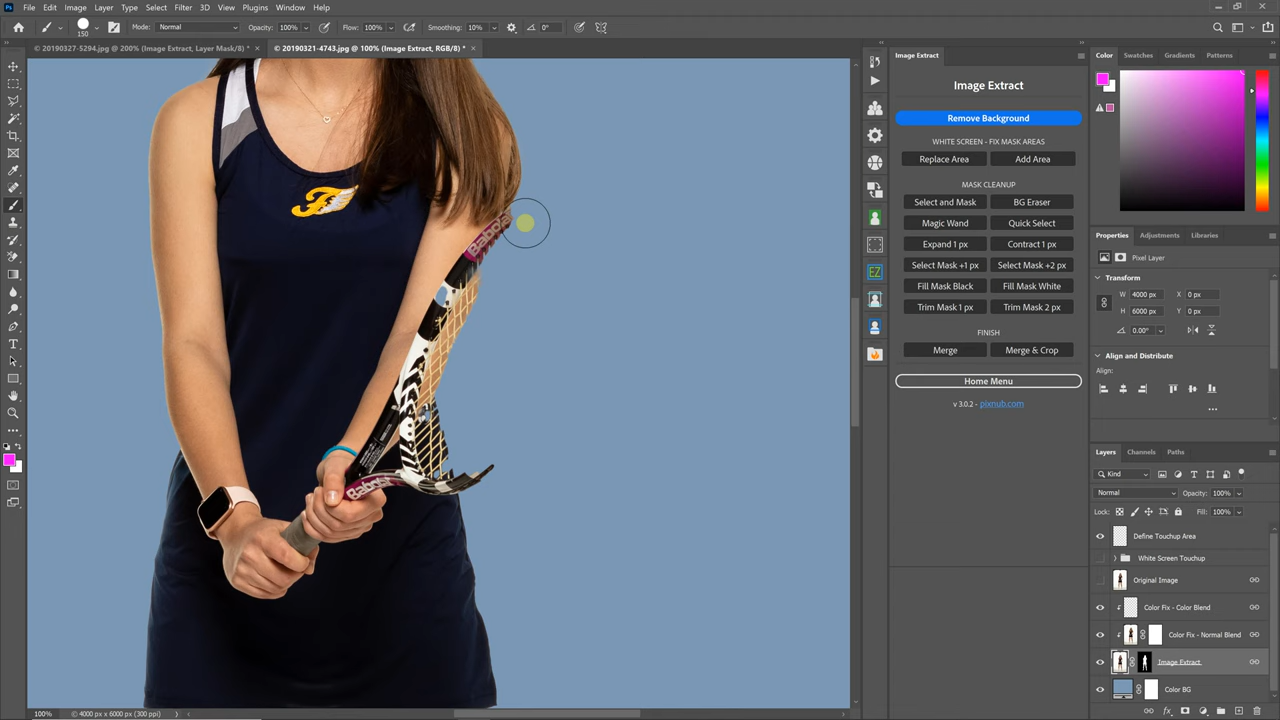 File Edit Image Layer Type Select Filter 3D View Plugins Window Help
150 Mode: Normal Opacity: 100% Flow: 100% Smoothing: 10% 0°
© 20190327-5294.jpg @ 200% (Image Extract, Layer Mask/8) * × © 20190321-4743.jpg @ 100% (Image Extract, RGB/8) * ×
Babolat
Babolat
Image Extract
Image Extract
Remove Background
WHITE SCREEN - FIX MASK AREAS
Replace Area Add Area
MASK CLEANUP
Select and Mask BG Eraser
Magic Wand Quick Select
Expand 1 px Contract 1 px
Select Mask +1 px Select Mask +2 px
Fill Mask Black Fill Mask White
Trim Mask 1 px Trim Mask 2 px
FINISH
Merge Merge & Crop
Home Menu
v 3.0.2 - pixnub.com
EZ
Color Swatches Gradients Patterns
Properties Adjustments Libraries
Pixel Layer
Transform
W 4000 px X 0 px
H 6000 px Y 0 px
0.00°
Align and Distribute
Align:
Layers Channels Paths
Kind
Normal Opacity: 100%
Lock: Fill: 100%
Define Touchup Area
White Screen Touchup
Original Image
Color Fix - Color Blend
Color Fix - Normal Blend
Image Extract
Color BG
100% © 4000 px x 6000 px (300 ppi)